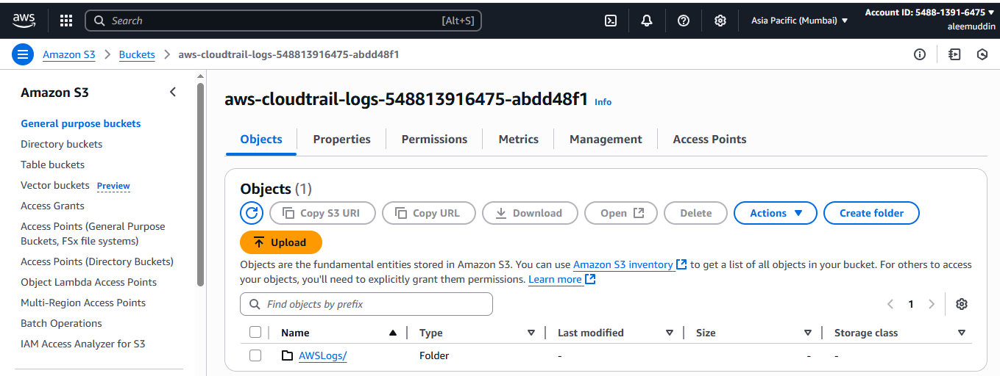 aws
Search [Alt+S]
Asia Pacific (Mumbai)
Account ID: 5488-1391-6475
aleemuddin
Amazon S3 > Buckets > aws-cloudtrail-logs-548813916475-abdd48f1
Amazon S3
General purpose buckets
Directory buckets
Table buckets
Vector buckets Preview
Access Grants
Access Points (General Purpose
Buckets, FSx file systems)
Access Points (Directory Buckets)
Object Lambda Access Points
Multi-Region Access Points
Batch Operations
IAM Access Analyzer for S3
aws-cloudtrail-logs-548813916475-abdd48f1 Info
Objects Properties Permissions Metrics Management Access Points
Objects (1)
Copy S3 URI Copy URL Download Open Delete Actions Create folder
Upload
Objects are the fundamental entities stored in Amazon S3. You can use Amazon S3 inventory to get a list of all objects in your bucket. For others to access
your objects, you'll need to explicitly grant them permissions. Learn more
Find objects by prefix
1
Name Type Last modified Size Storage class
AWSLogs/ Folder - - -